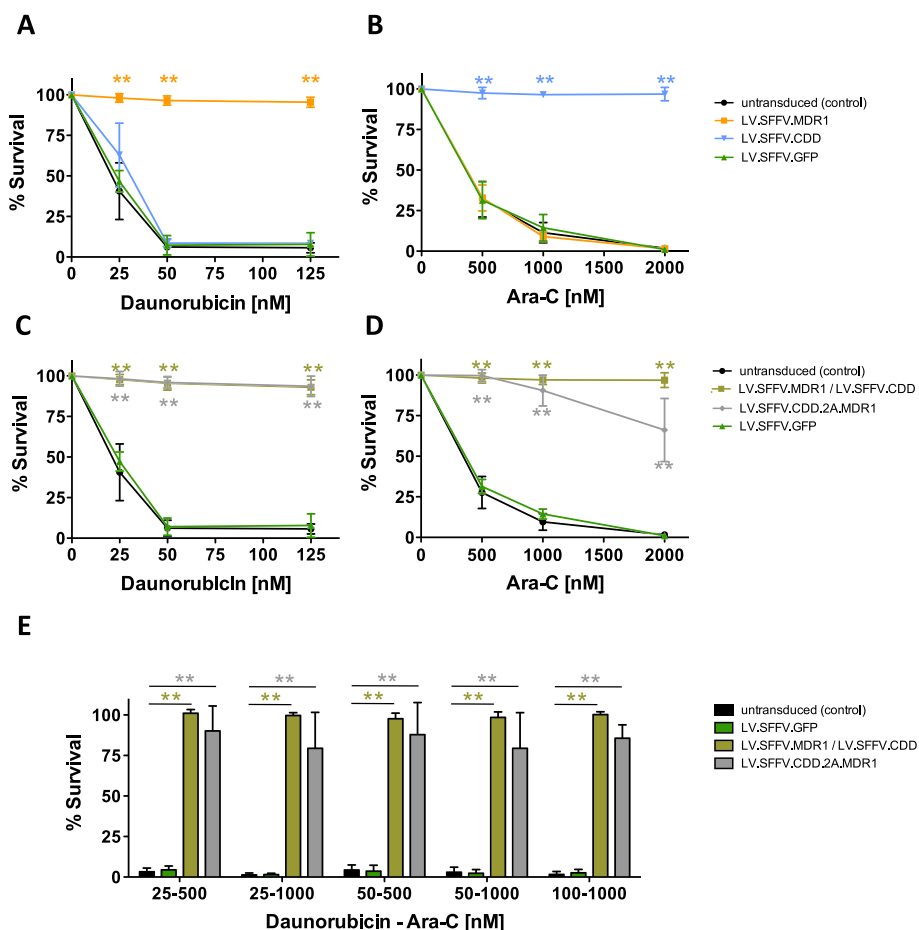 A
B
** ** **
** ** **
100
75
50
25
0
% Survival
0 25 50 75 100 125
Daunorubicin [nM]
100
75
50
25
0
% Survival
0 500 1000 1500 2000
Ara-C [nM]
untransduced (control)
LV.SFFV.MDR1
LV.SFFV.CDD
LV.SFFV.GFP
C
D
** ** **
** ** **
** ** **
** **
**
100
75
50
25
0
% Survival
0 25 50 75 100 125
Daunorubicin [nM]
100
75
50
25
0
% Survival
0 500 1000 1500 2000
Ara-C [nM]
untransduced (control)
LV.SFFV.MDR1 / LV.SFFV.CDD
LV.SFFV.CDD.2A.MDR1
LV.SFFV.GFP
E
** ** ** ** **
** ** ** ** **
100
75
50
25
0
% Survival
25-500 25-1000 50-500 50-1000 100-1000
Daunorubicin - Ara-C [nM]
untransduced (control)
LV.SFFV.GFP
LV.SFFV.MDR1 / LV.SFFV.CDD
LV.SFFV.CDD.2A.MDR1